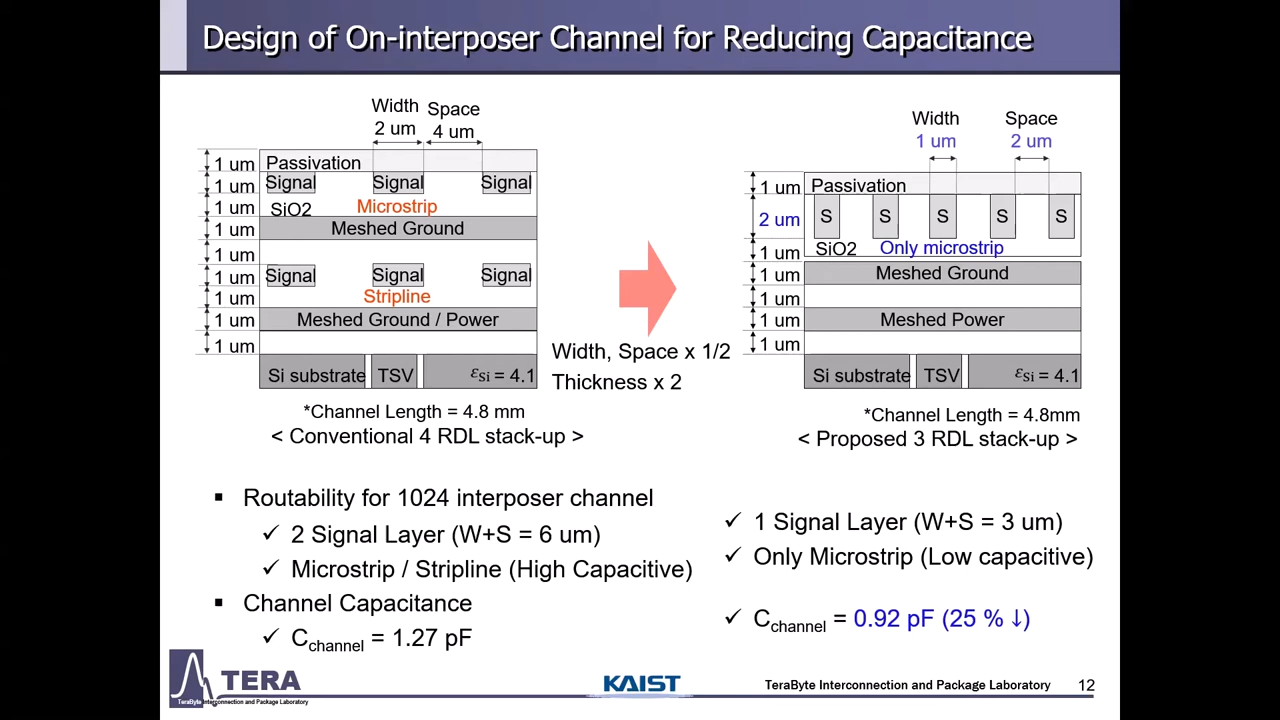 Design of On-interposer Channel for Reducing Capacitance
Width
2 um
Space
4 um
1 um
Passivation
1 um
Signal
Signal
Signal
1 um
SiO2
Microstrip
1 um
Meshed Ground
1 um
1 um
Signal
Signal
Signal
1 um
Stripline
1 um
Meshed Ground / Power
1 um
Si substrate
TSV
εSi = 4.1
*Channel Length = 4.8 mm
< Conventional 4 RDL stack-up >
Width, Space x 1/2
Thickness x 2
Width
1 um
Space
2 um
1 um
Passivation
2 um
S
S
S
S
S
1 um
SiO2
Only microstrip
1 um
Meshed Ground
1 um
1 um
Meshed Power
1 um
Si substrate
TSV
εSi = 4.1
*Channel Length = 4.8mm
< Proposed 3 RDL stack-up >
▪ Routability for 1024 interposer channel
✓ 2 Signal Layer (W+S = 6 um)
✓ Microstrip / Stripline (High Capacitive)
▪ Channel Capacitance
✓ Cchannel = 1.27 pF
✓ 1 Signal Layer (W+S = 3 um)
✓ Only Microstrip (Low capacitive)
✓ Cchannel = 0.92 pF (25 % ↓)
TERA
TeraByte Interconnection and Package Laboratory
KAIST
TeraByte Interconnection and Package Laboratory
12